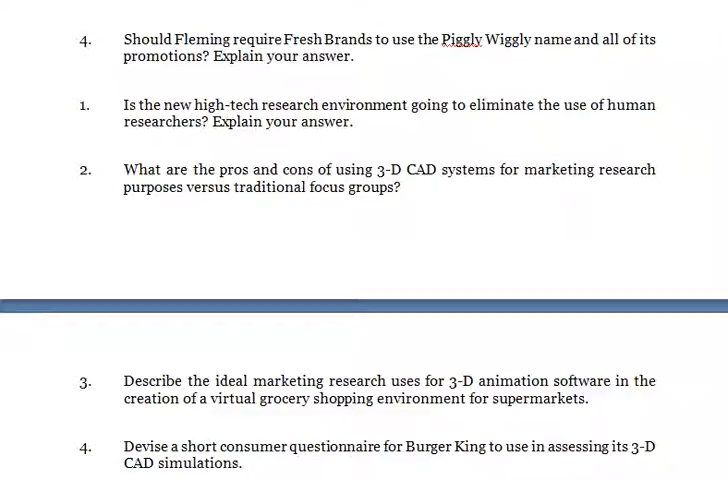 4. Should Fleming require Fresh Brands to use the Piggly Wiggly name and all of its
promotions? Explain your answer.
1. Is the new high-tech research environment going to eliminate the use of human
researchers? Explain your answer.
2. What are the pros and cons of using 3-D CAD systems for marketing research
purposes versus traditional focus groups?
3. Describe the ideal marketing research uses for 3-D animation software in the
creation of a virtual grocery shopping environment for supermarkets.
4. Devise a short consumer questionnaire for Burger King to use in assessing its 3-D
CAD simulations.